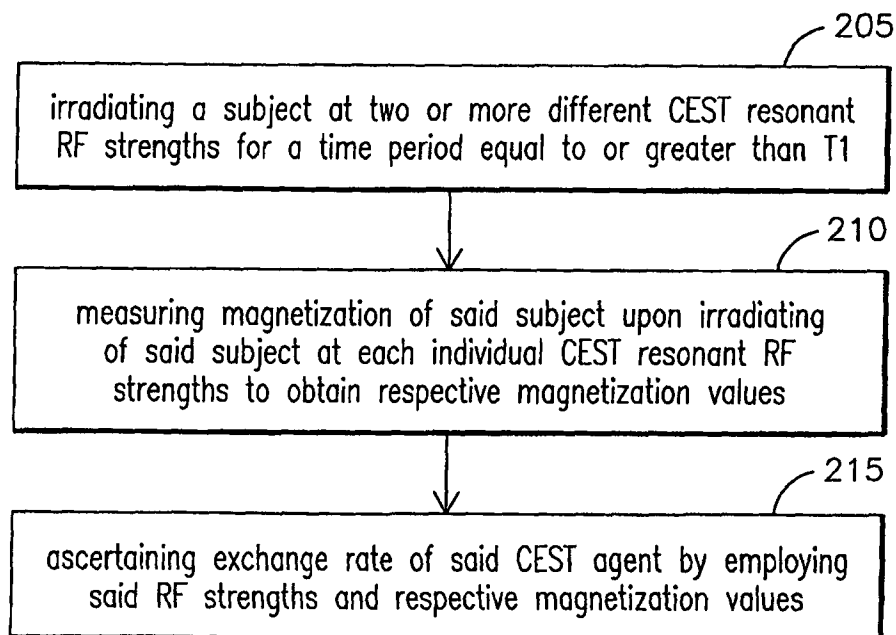 205
irradiating a subject at two or more different CEST resonant
RF strengths for a time period equal to or greater than T1
210
measuring magnetization of said subject upon irradiating
of said subject at each individual CEST resonant RF
strengths to obtain respective magnetization values
215
ascertaining exchange rate of said CEST agent by employing
said RF strengths and respective magnetization values